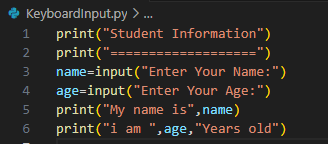 KeyboardInput.py > ...
1 print("Student Information")
2 print("===================")
3 name=input("Enter Your Name:")
4 age=input("Enter Your Age:")
5 print("My name is",name)
6 print("i am ",age,"Years old")